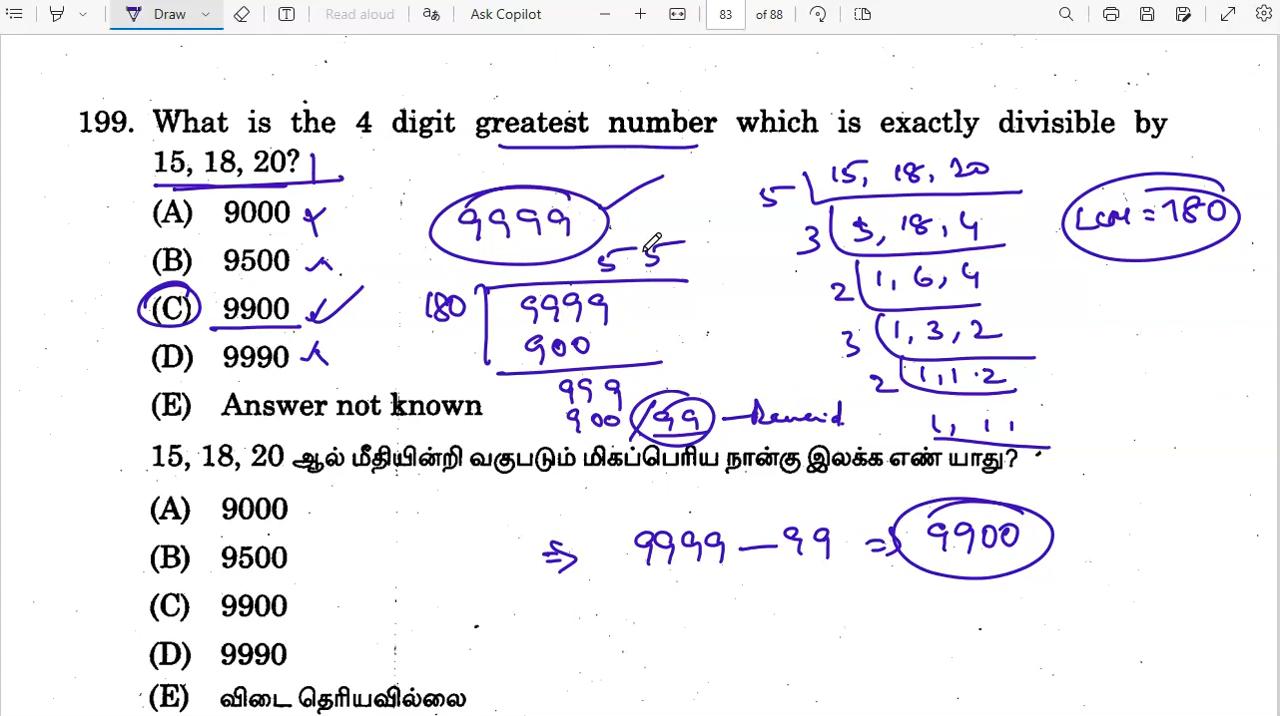 Draw
Read aloud
Ask Copilot
83 of 88
199. What is the 4 digit greatest number which is exactly divisible by
15, 18, 20?
(A) 9000
(B) 9500
(C) 9900
(D) 9990
(E) Answer not known
9999
55
180 9999
900
999
900 99
5 15, 18, 20
3 3, 18, 4
2 1, 6, 4
3 1, 3, 2
2 1, 1, 2
1, 1 1
LCM = 180
15, 18, 20 ஆல் மீதியின்றி வகுபடும் மிகப்பெரிய நான்கு இலக்க எண் யாது?
(A) 9000
(B) 9500
(C) 9900
(D) 9990
(E) விடை தெரியவில்லை
⇒ 9999 — 99 ⇒ 9900